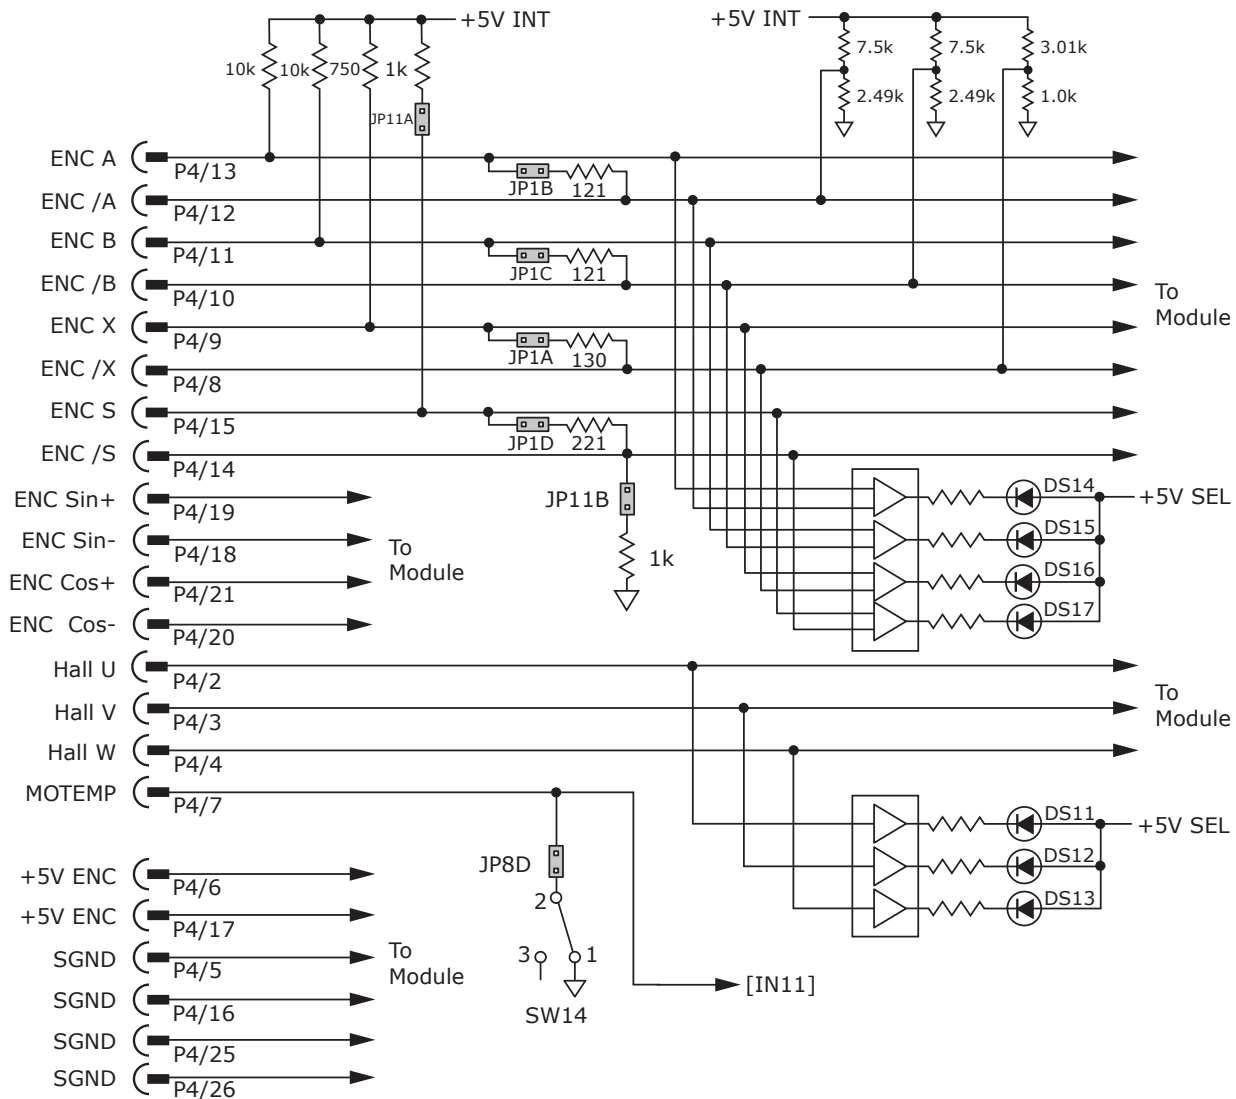 +5V INT
+5V INT
10k
10k
750
1k
JP11A
7.5k
7.5k
3.01k
2.49k
2.49k
1.0k
ENC A
P4/13
JP1B
121
ENC /A
P4/12
ENC B
P4/11
JP1C
121
ENC /B
P4/10
To
Module
ENC X
P4/9
JP1A
130
ENC /X
P4/8
ENC S
P4/15
JP1D
221
ENC /S
P4/14
JP11B
1k
DS14
+5V SEL
DS15
DS16
DS17
ENC Sin+
P4/19
ENC Sin-
P4/18
To
Module
ENC Cos+
P4/21
ENC Cos-
P4/20
Hall U
P4/2
To
Module
Hall V
P4/3
Hall W
P4/4
MOTEMP
P4/7
DS11
+5V SEL
DS12
DS13
JP8D
2
3
1
SW14
[IN11]
+5V ENC
P4/6
+5V ENC
P4/17
To
Module
SGND
P4/5
SGND
P4/16
SGND
P4/25
SGND
P4/26